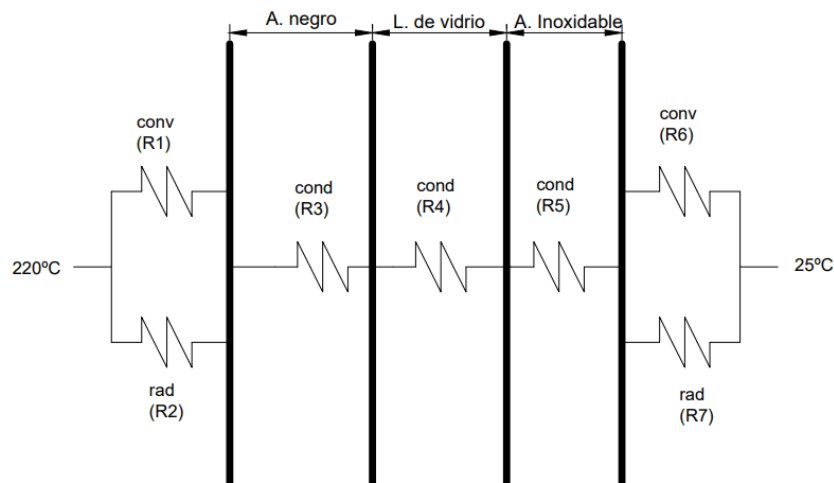 A. negro
L. de vidrio
A. Inoxidable
conv
(R1)
conv
(R6)
cond
(R3)
cond
(R4)
cond
(R5)
220ºC
25ºC
rad
(R2)
rad
(R7)